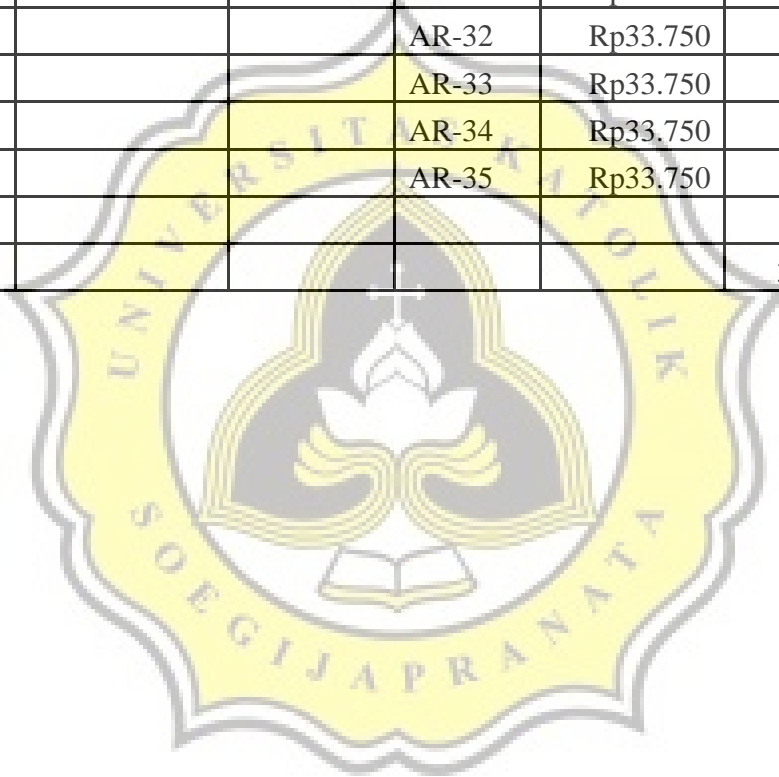 AR-32 Rp33.750
AR-33 Rp33.750
AR-34 Rp33.750
AR-35 Rp33.750
UNIVERSITAS KATOLIK
SOEGIJAPRANATA